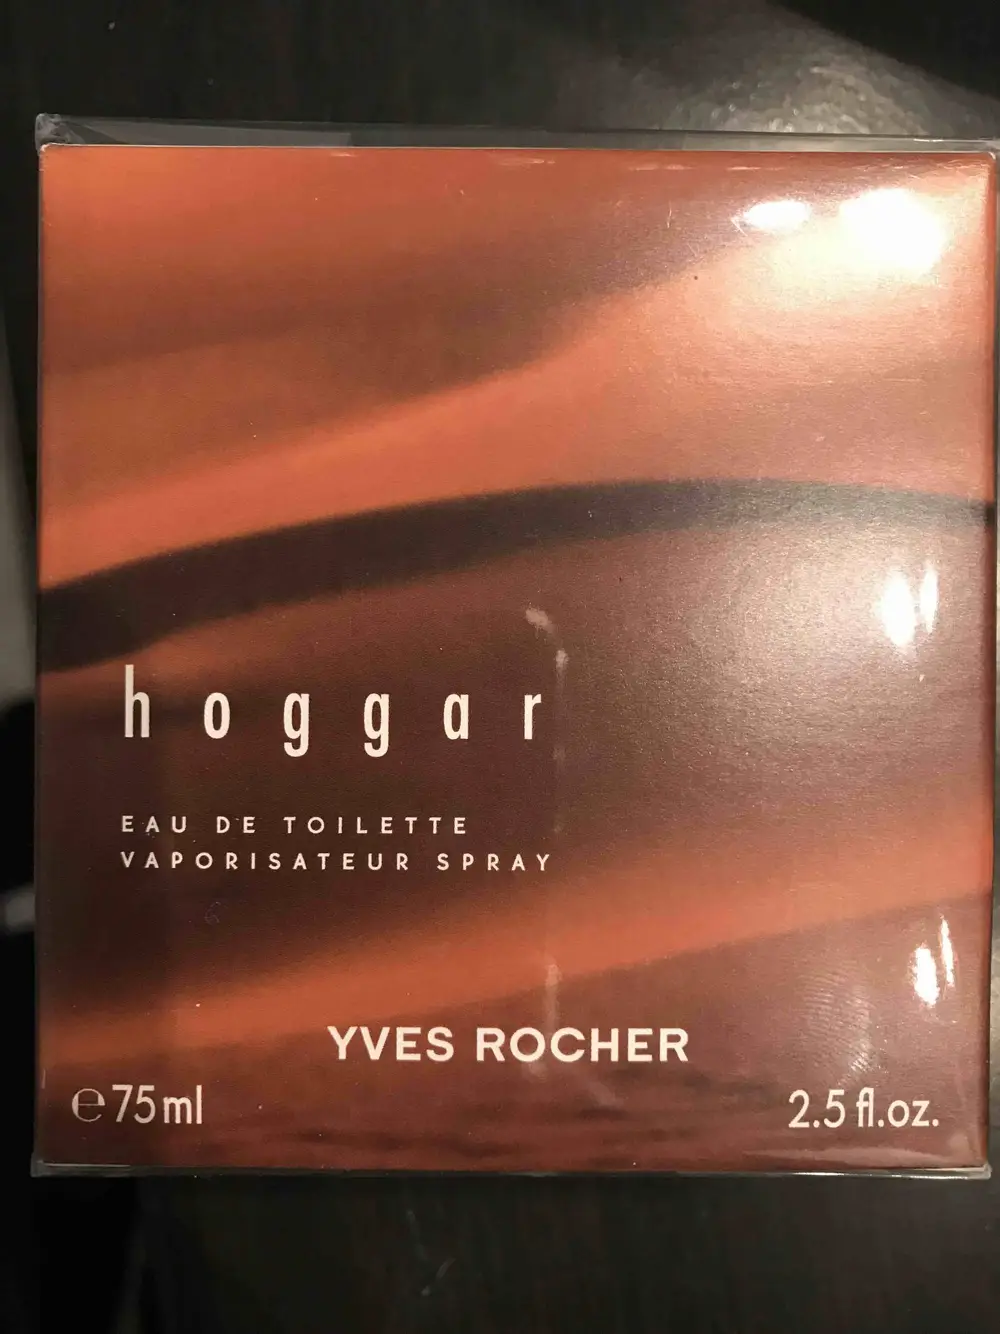 hoggar
EAU DE TOILETTE
VAPORISATEUR SPRAY
YVES ROCHER
℮75ml 2.5 fl.oz.